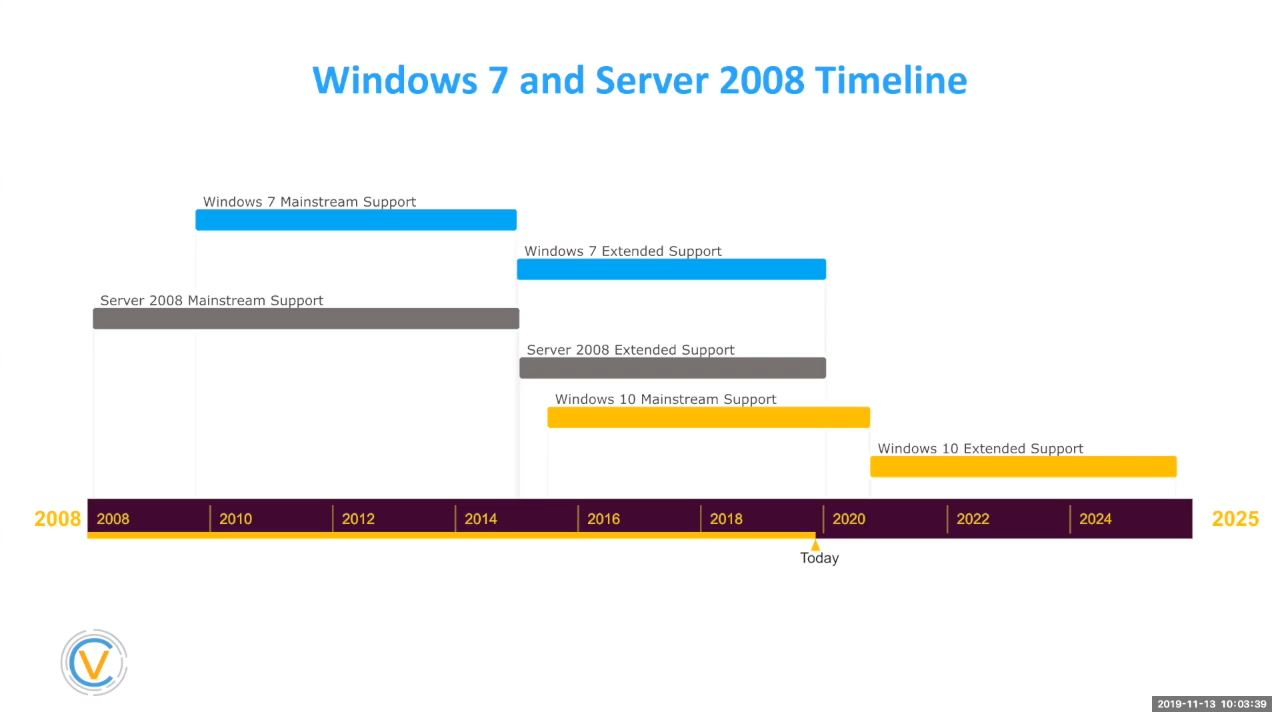 Windows 7 and Server 2008 Timeline
Windows 7 Mainstream Support
Windows 7 Extended Support
Server 2008 Mainstream Support
Server 2008 Extended Support
Windows 10 Mainstream Support
Windows 10 Extended Support
2008 2008 2010 2012 2014 2016 2018 2020 2022 2024 2025
Today
VC
2019-11-13 10:03:39